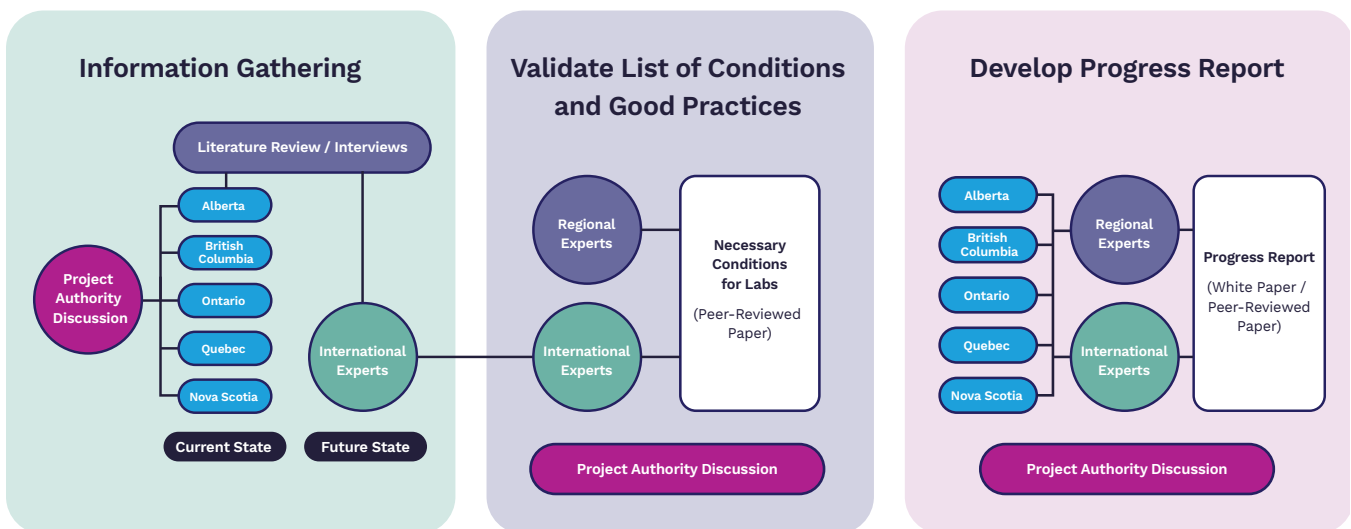 Information Gathering
Literature Review / Interviews
Project
Authority
Discussion
Alberta
British
Columbia
Ontario
Quebec
Nova Scotia
International
Experts
Current State
Future State
Validate List of Conditions
and Good Practices
Regional
Experts
International
Experts
Necessary
Conditions
for Labs
(Peer-Reviewed
Paper)
Project Authority Discussion
Develop Progress Report
Alberta
British
Columbia
Ontario
Quebec
Nova Scotia
Regional
Experts
International
Experts
Progress Report
(White Paper /
Peer-Reviewed
Paper)
Project Authority Discussion